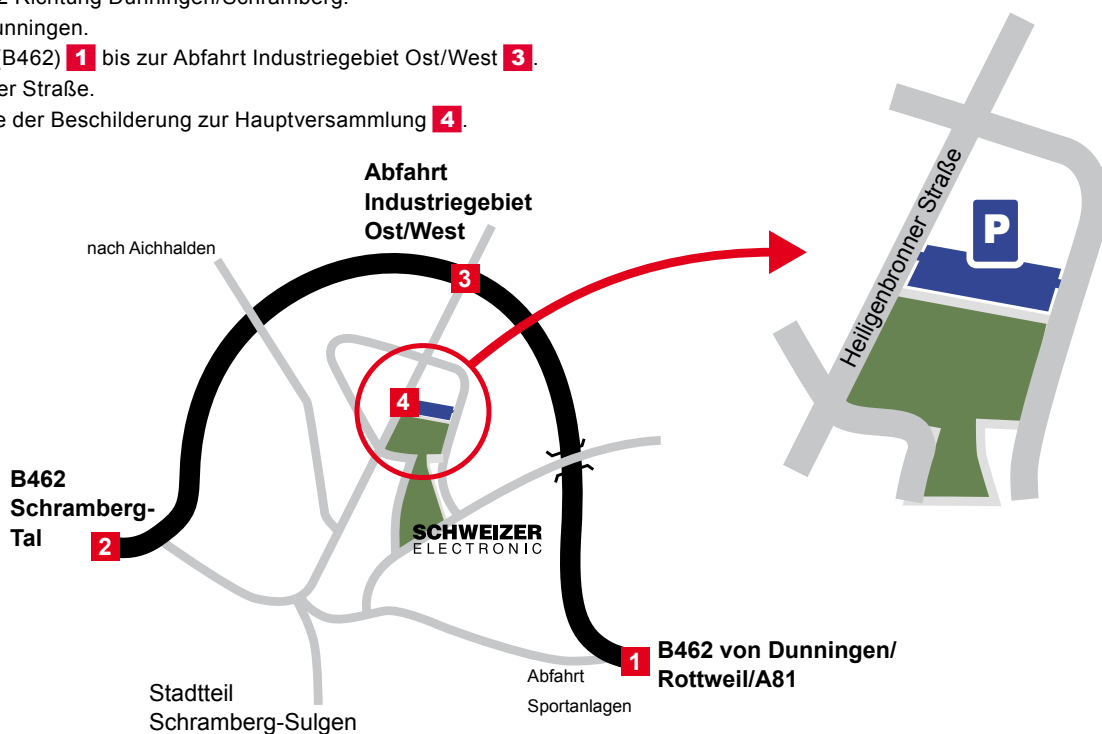 Richtung Dunningen/Schramberg.
unningen.
(B462) 1 bis zur Abfahrt Industriegebiet Ost/West 3.
er Straße.
e der Beschilderung zur Hauptversammlung 4.
Abfahrt
Industriegebiet
Ost/West
nach Aichhalden
3
4
B462
Schramberg-
Tal
2
SCHWEIZER
ELECTRONIC
1
B462 von Dunningen/
Rottweil/A81
Abfahrt
Sportanlagen
Stadtteil
Schramberg-Sulgen
P
Heiligenbronner Straße